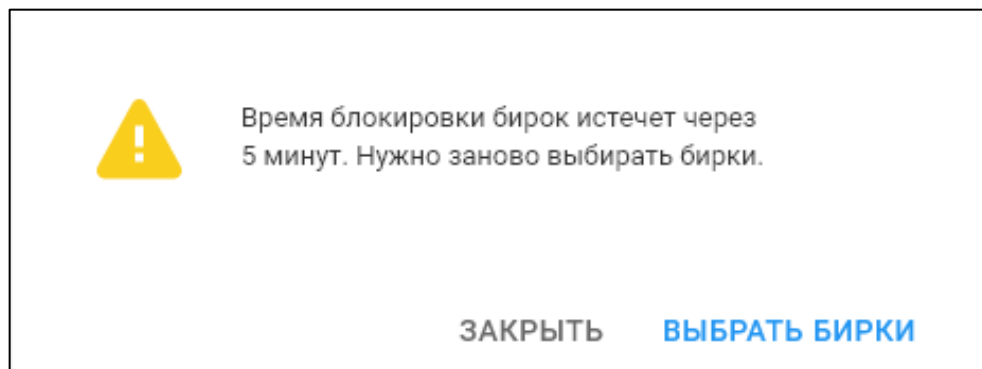 Время блокировки бирок истечет через
5 минут. Нужно заново выбирать бирки.
ЗАКРЫТЬ ВЫБРАТЬ БИРКИ